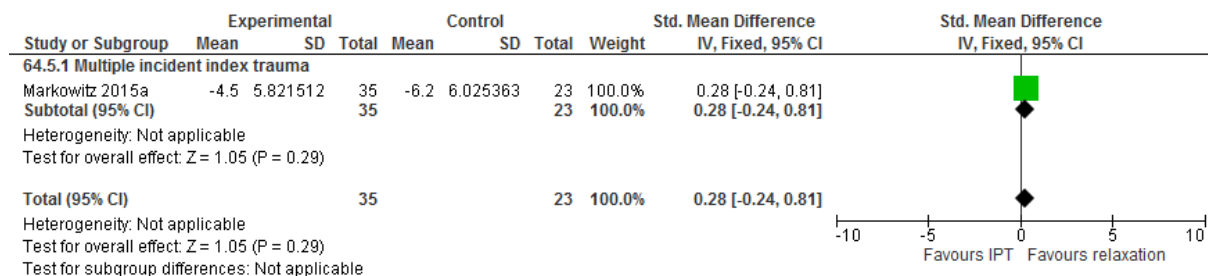 Experimental Control Std. Mean Difference Std. Mean Difference
Study or Subgroup Mean SD Total Mean SD Total Weight IV, Fixed, 95% CI IV, Fixed, 95% CI
64.5.1 Multiple incident index trauma
Markowitz 2015a -4.5 5.821512 35 -6.2 6.025363 23 100.0% 0.28 [-0.24, 0.81]
Subtotal (95% CI) 35 23 100.0% 0.28 [-0.24, 0.81]
Heterogeneity: Not applicable
Test for overall effect: Z = 1.05 (P = 0.29)
Total (95% CI) 35 23 100.0% 0.28 [-0.24, 0.81]
Heterogeneity: Not applicable
Test for overall effect: Z = 1.05 (P = 0.29)
Test for subgroup differences: Not applicable
-10 -5 0 5 10
Favours IPT Favours relaxation